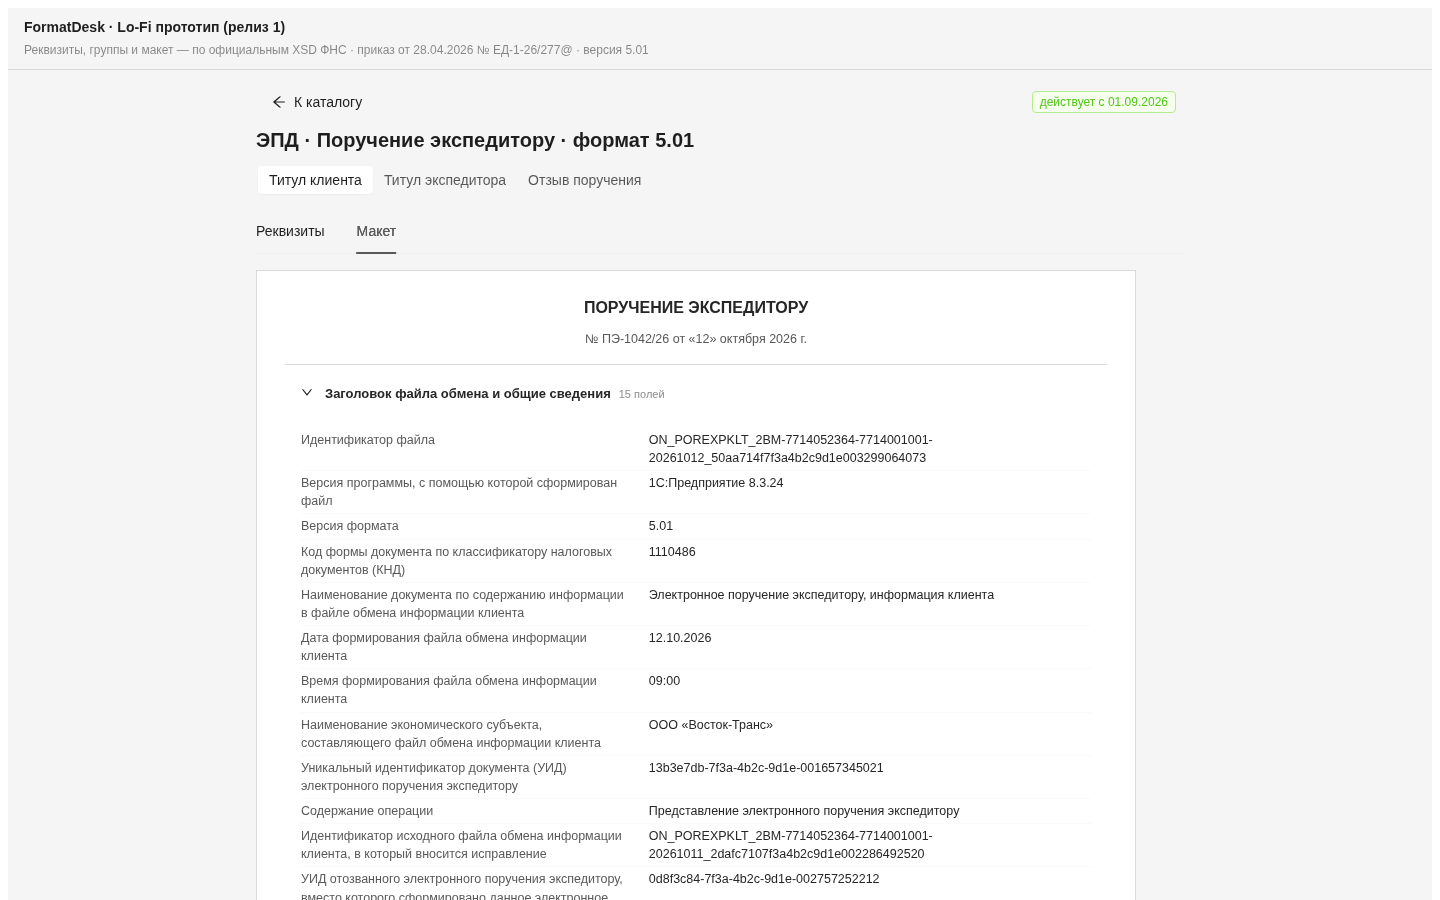 FormatDesk · Lo-Fi прототип (релиз 1)
Реквизиты, группы и макет — по официальным XSD ФНС · приказ от 28.04.2026 № ЕД-1-26/277@ · версия 5.01
К каталогу
действует с 01.09.2026
ЭПД · Поручение экспедитору · формат 5.01
Титул клиента
Титул экспедитора
Отзыв поручения
Реквизиты
Макет
ПОРУЧЕНИЕ ЭКСПЕДИТОРУ
№ ПЭ-1042/26 от «12» октября 2026 г.
Заголовок файла обмена и общие сведения 15 полей
Идентификатор файла
ON_POREXPKLT_2BM-7714052364-7714001001-
20261012_50aa714f7f3a4b2c9d1e003299064073
Версия программы, с помощью которой сформирован
файл
1С:Предприятие 8.3.24
Версия формата
5.01
Код формы документа по классификатору налоговых
документов (КНД)
1110486
Наименование документа по содержанию информации
в файле обмена информации клиента
Электронное поручение экспедитору, информация клиента
Дата формирования файла обмена информации
клиента
12.10.2026
Время формирования файла обмена информации
клиента
09:00
Наименование экономического субъекта,
составляющего файл обмена информации клиента
ООО «Восток-Транс»
Уникальный идентификатор документа (УИД)
электронного поручения экспедитору
13b3e7db-7f3a-4b2c-9d1e-001657345021
Содержание операции
Представление электронного поручения экспедитору
Идентификатор исходного файла обмена информации
клиента, в который вносится исправление
ON_POREXPKLT_2BM-7714052364-7714001001-
20261011_2dafc7107f3a4b2c9d1e002286492520
УИД отозванного электронного поручения экспедитору,
вместо которого сформировано данное электронное
0d8f3c84-7f3a-4b2c-9d1e-002757252212